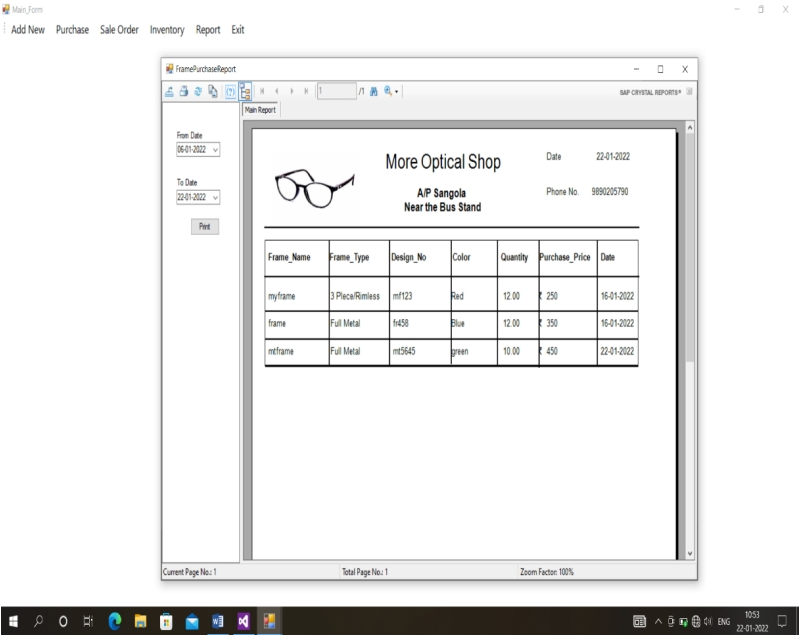 Main_Form
Add New Purchase Sale Order Inventory Report Exit
FramePurchaseReport
1 /1 SAP CRYSTAL REPORTS®
Main Report
From Date
06-01-2022
To Date
22-01-2022
Print
More Optical Shop
A/P Sangola
Near the Bus Stand
Date 22-01-2022
Phone No. 9890205790
Frame_Name Frame_Type Design_No Color Quantity Purchase_Price Date
myframe 3 Piece/Rimless mf123 Red 12.00 ₹ 250 16-01-2022
frame Full Metal fr458 Blue 12.00 ₹ 350 16-01-2022
mtframe Full Metal mt5645 green 10.00 ₹ 450 22-01-2022
Current Page No.: 1 Total Page No.: 1 Zoom Factor: 100%
ENG 10:53
22-01-2022